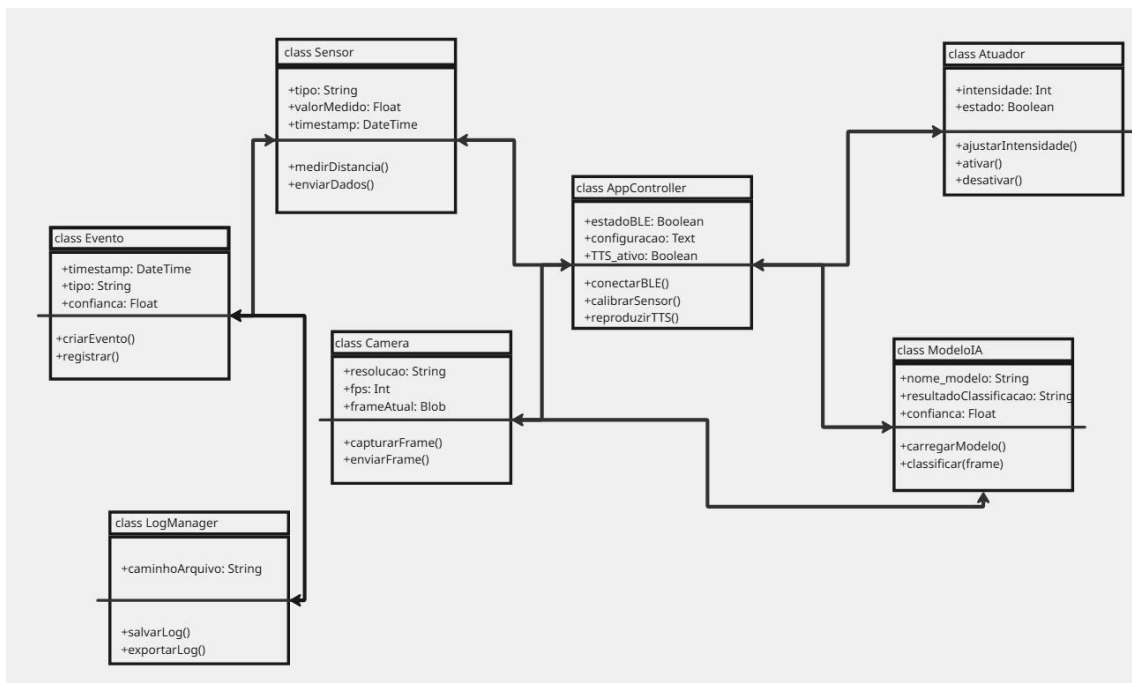 class Sensor
+tipo: String
+valorMedido: Float
+timestamp: DateTime
+medirDistancia()
+enviarDados()
class Atuador
+intensidade: Int
+estado: Boolean
+ajustarIntensidade()
+ativar()
+desativar()
class AppController
+estadoBLE: Boolean
+configuracao: Text
+TTS_ativo: Boolean
+conectarBLE()
+calibrarSensor()
+reproduzirTTS()
class Evento
+timestamp: DateTime
+tipo: String
+confianca: Float
+criarEvento()
+registrar()
class Camera
+resolucao: String
+fps: Int
+frameAtual: Blob
+capturarFrame()
+enviarFrame()
class ModeloIA
+nome_modelo: String
+resultadoClassificacao: String
+confianca: Float
+carregarModelo()
+classificar(frame)
class LogManager
+caminhoArquivo: String
+salvarLog()
+exportarLog()